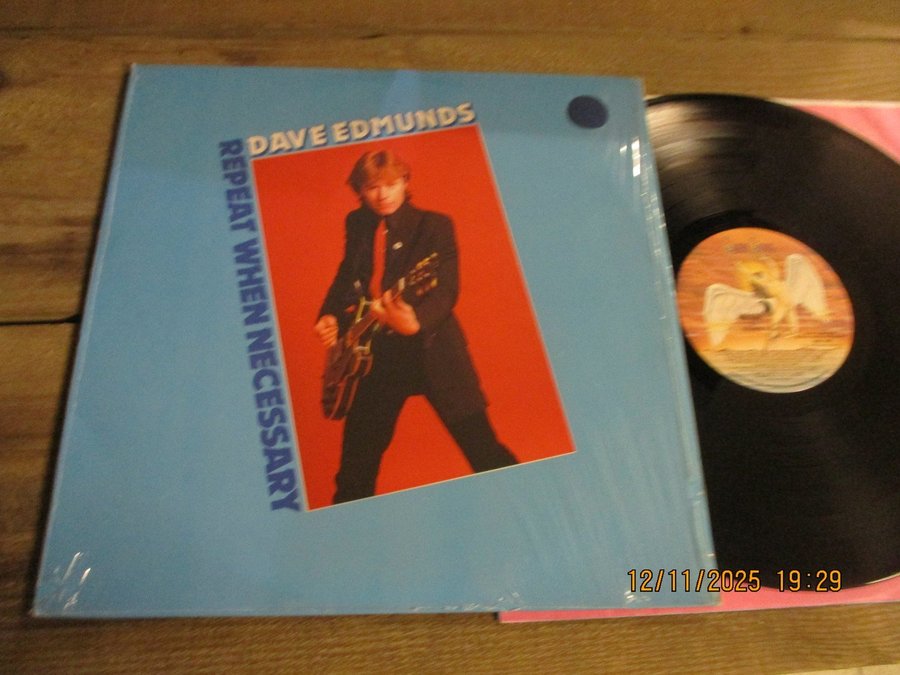 DAVE EDMUNDS
REPEAT WHEN NECESSARY
12/11/2025 19:29